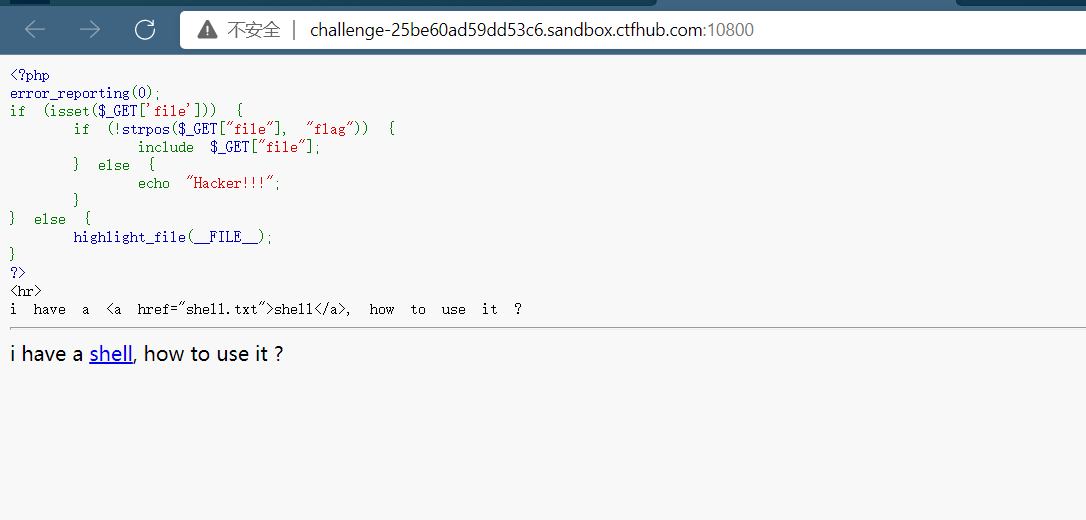 不安全 | challenge-25be60ad59dd53c6.sandbox.ctfhub.com:10800
<?php
error_reporting(0);
if (isset($_GET['file'])) {
if (!strpos($_GET["file"], "flag")) {
include $_GET["file"];
} else {
echo "Hacker!!!";
}
} else {
highlight_file(__FILE__);
}
?>
<hr>
i have a <a href="shell.txt">shell</a>, how to use it ?
i have a shell, how to use it ?